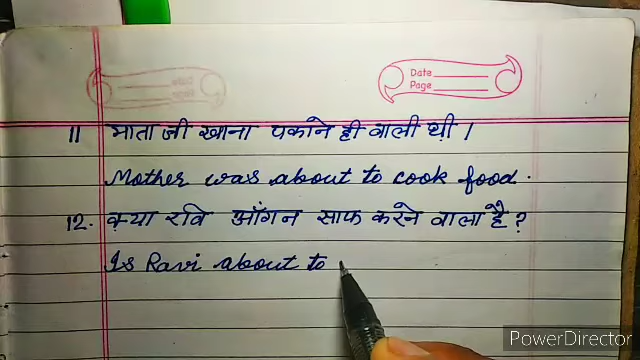 Date
Page
11 माता जी खाना पकाने ही वाली थी ।
Mother was about to cook food.
12. क्या रवि आँगन साफ करने वाला है ?
Is Ravi about to
PowerDirector